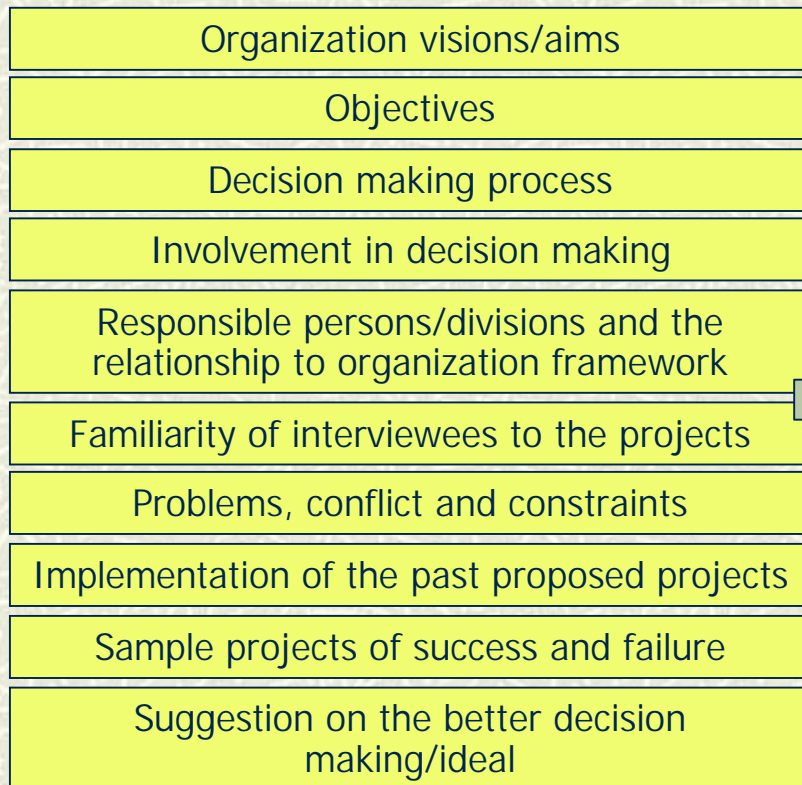 Organization visions/aims
Objectives
Decision making process
Involvement in decision making
Responsible persons/divisions and the
relationship to organization framework
Familiarity of interviewees to the projects
Problems, conflict and constraints
Implementation of the past proposed projects
Sample projects of success and failure
Suggestion on the better decision
making/ideal